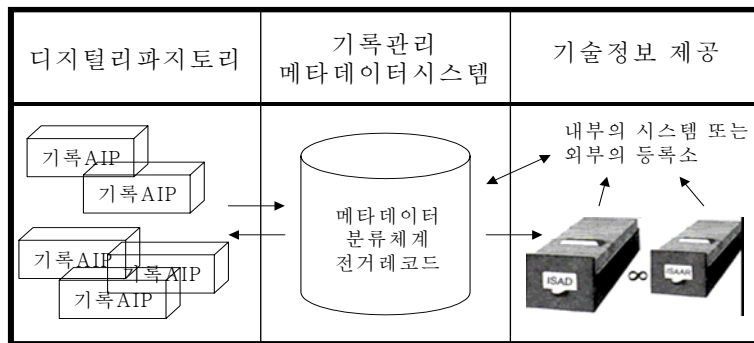 디지털리파지토리
기록관리
메타데이터시스템
기술정보 제공
기록AIP
기록AIP
기록AIP
기록AIP
기록AIP
메타데이터
분류체계
전거레코드
내부의 시스템 또는
외부의 등록소
ISAD
∞
ISAAR